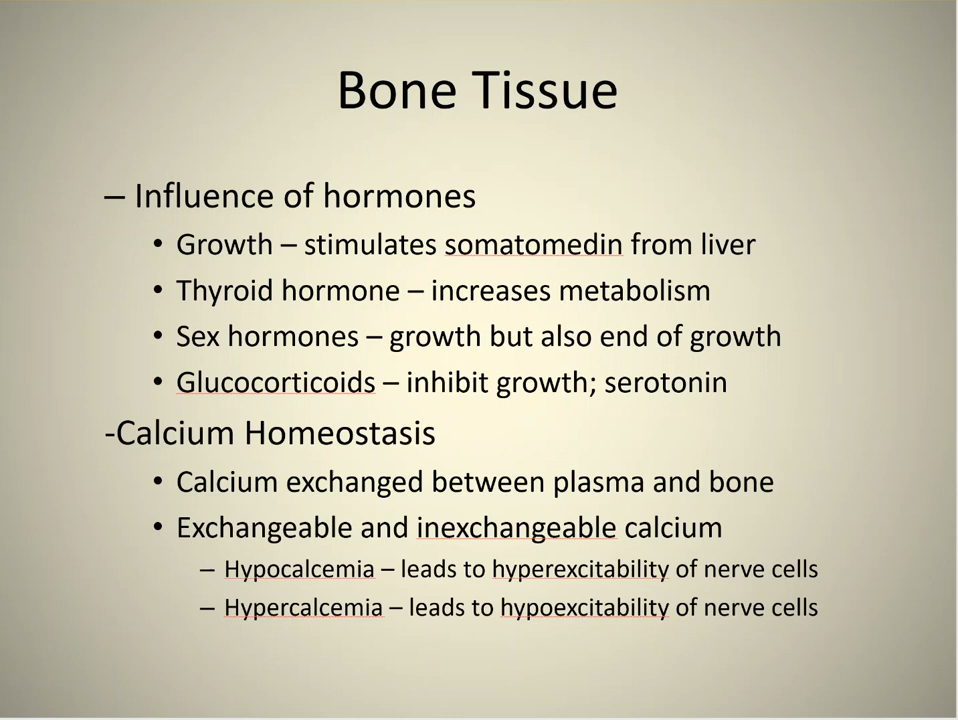 Bone Tissue
– Influence of hormones
• Growth – stimulates somatomedin from liver
• Thyroid hormone – increases metabolism
• Sex hormones – growth but also end of growth
• Glucocorticoids – inhibit growth; serotonin
-Calcium Homeostasis
• Calcium exchanged between plasma and bone
• Exchangeable and inexchangeable calcium
– Hypocalcemia – leads to hyperexcitability of nerve cells
– Hypercalcemia – leads to hypoexcitability of nerve cells